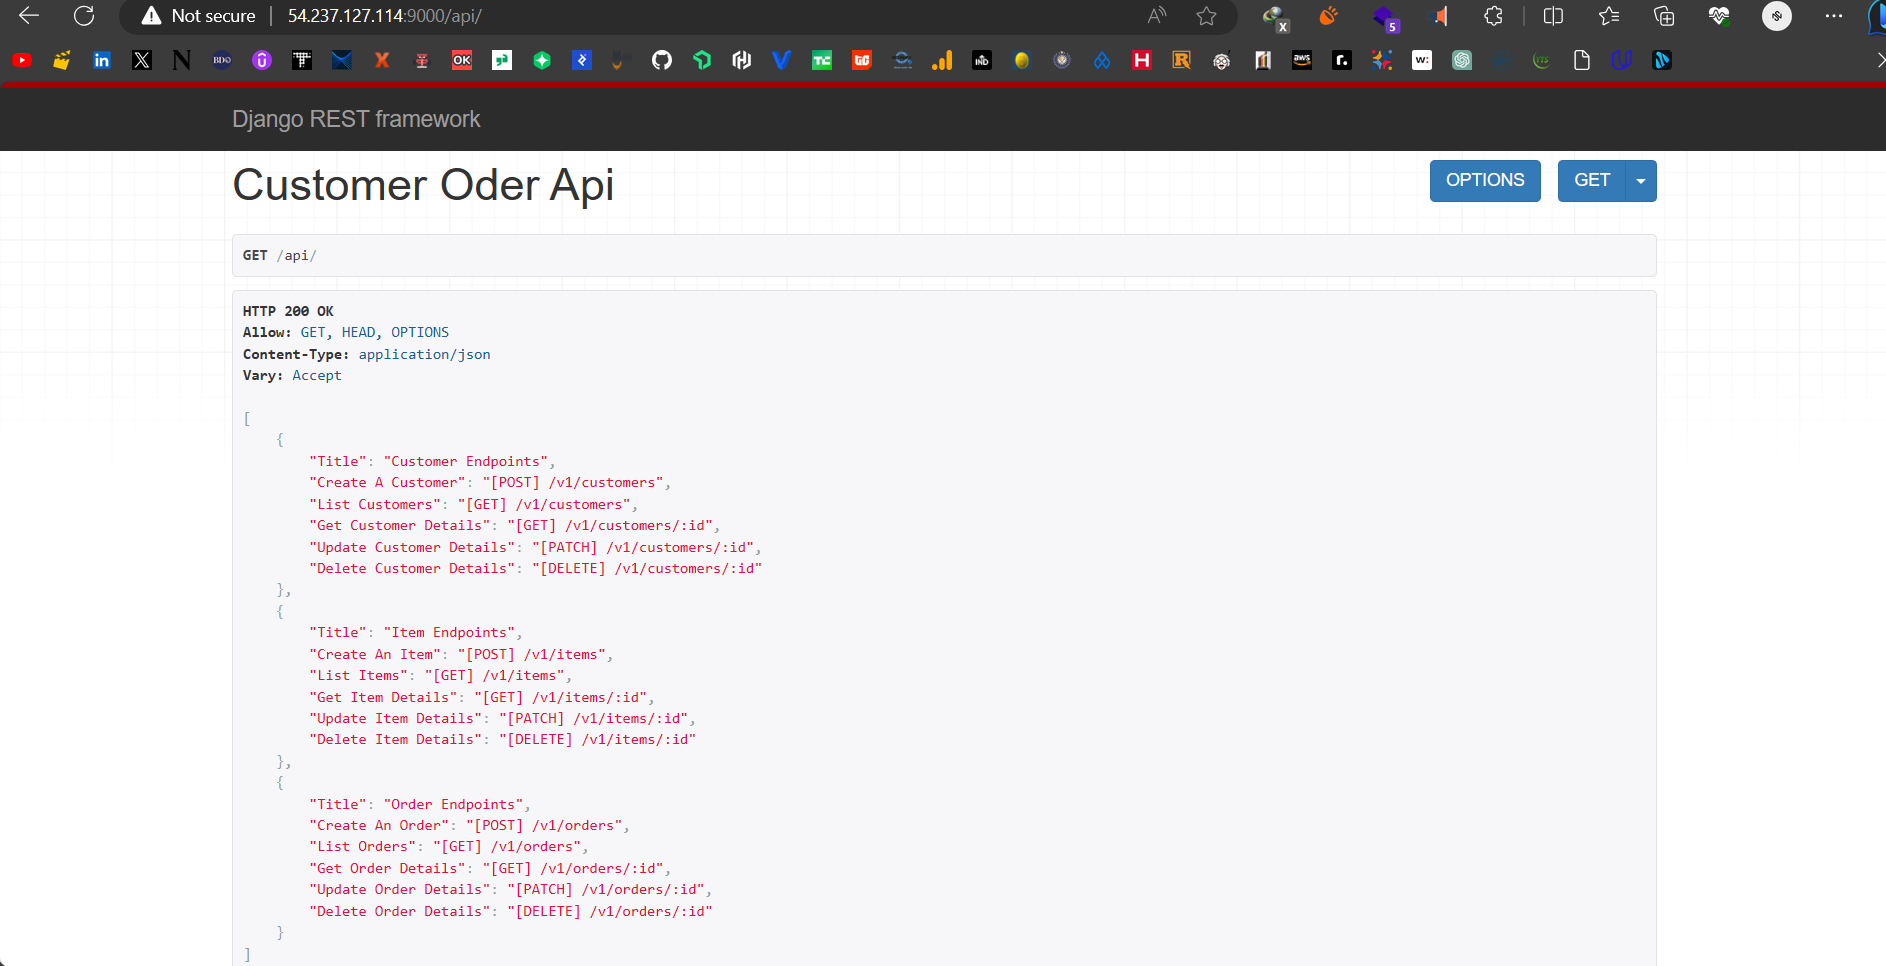 Not secure 54.237.127.114:9000/api/
x 5
N BDO OK TC IND H R aws r. w: YTS
Django REST framework
Customer Oder Api
OPTIONS GET
GET /api/
HTTP 200 OK
Allow: GET, HEAD, OPTIONS
Content-Type: application/json
Vary: Accept
[
{
"Title": "Customer Endpoints",
"Create A Customer": "[POST] /v1/customers",
"List Customers": "[GET] /v1/customers",
"Get Customer Details": "[GET] /v1/customers/:id",
"Update Customer Details": "[PATCH] /v1/customers/:id",
"Delete Customer Details": "[DELETE] /v1/customers/:id"
},
{
"Title": "Item Endpoints",
"Create An Item": "[POST] /v1/items",
"List Items": "[GET] /v1/items",
"Get Item Details": "[GET] /v1/items/:id",
"Update Item Details": "[PATCH] /v1/items/:id",
"Delete Item Details": "[DELETE] /v1/items/:id"
},
{
"Title": "Order Endpoints",
"Create An Order": "[POST] /v1/orders",
"List Orders": "[GET] /v1/orders",
"Get Order Details": "[GET] /v1/orders/:id",
"Update Order Details": "[PATCH] /v1/orders/:id",
"Delete Order Details": "[DELETE] /v1/orders/:id"
}
]